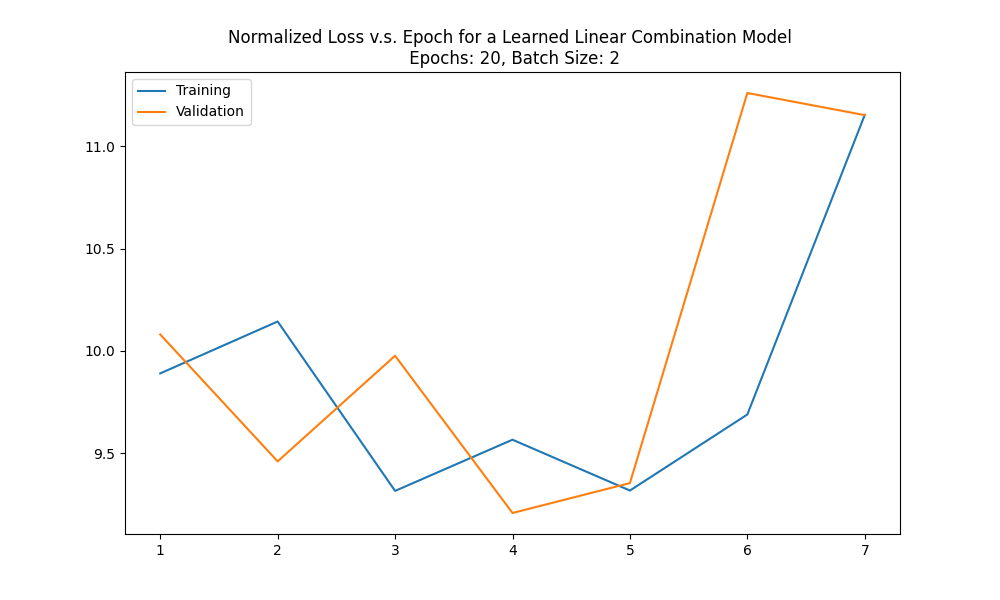 Normalized Loss v.s. Epoch for a Learned Linear Combination Model
Epochs: 20, Batch Size: 2
Training
Validation
11.0
10.5
10.0
9.5
1 2 3 4 5 6 7